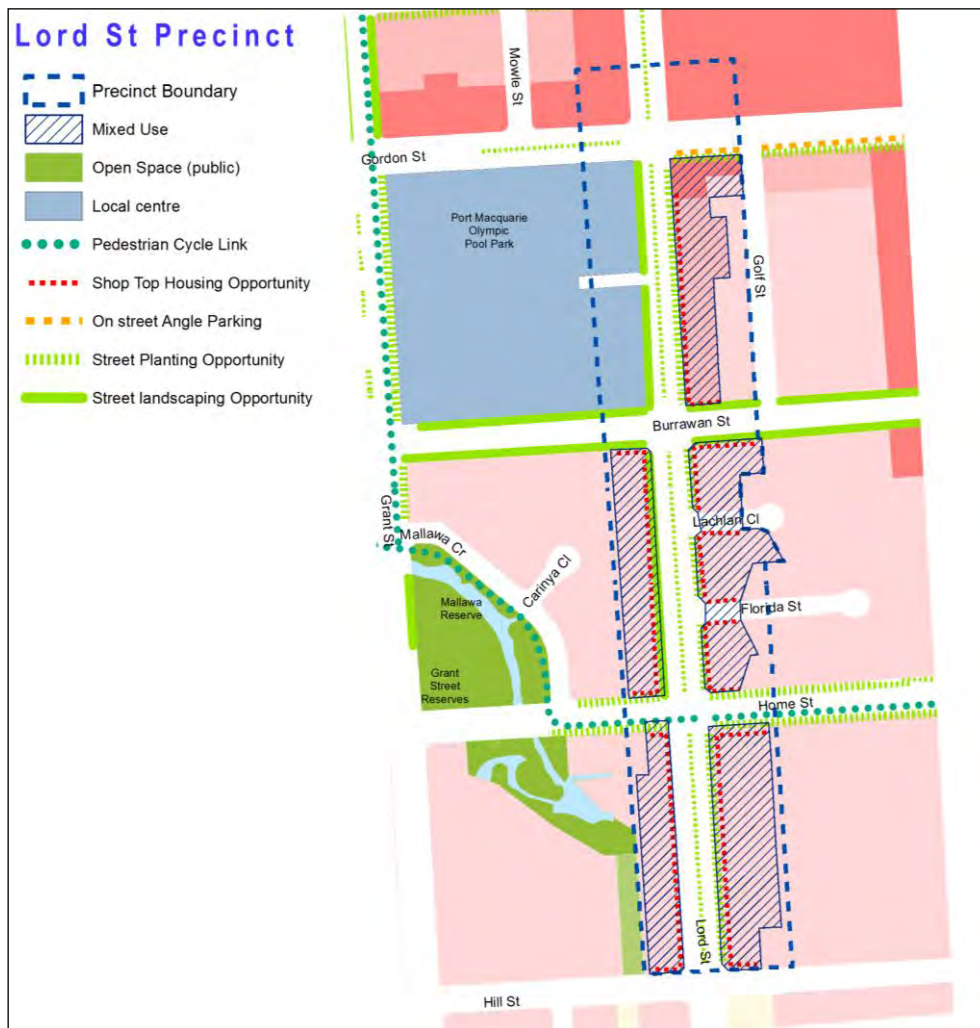 Lord St Precinct
Precinct Boundary
Mixed Use
Open Space (public)
Local centre
Pedestrian Cycle Link
Shop Top Housing Opportunity
On street Angle Parking
Street Planting Opportunity
Street landscaping Opportunity
Mowle St
Gordon St
Port Macquarie
Olympic
Pool Park
Golf St
Burrawan St
Grant St
Mallawa Cr
Carinya Cl
Lachlan Cl
Mallawa
Reserve
Florida St
Grant
Street
Reserves
Home St
Lord St
Hill St